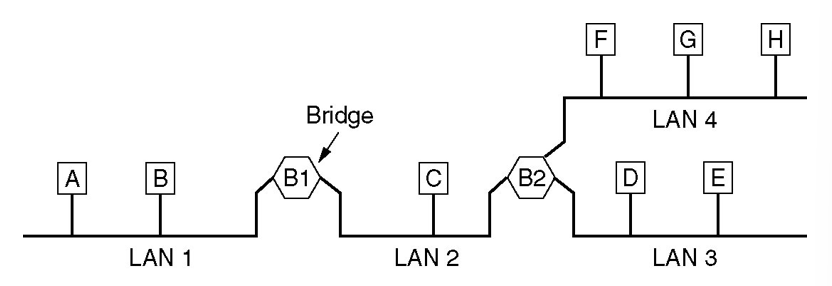 F G H
LAN 4
Bridge
A B B1 C B2 D E
LAN 1 LAN 2 LAN 3